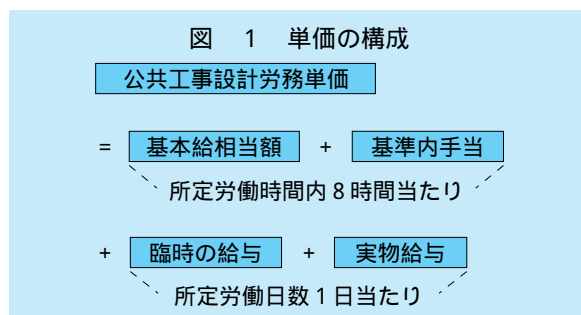 図 1 単価の構成
公共工事設計労務単価
= 基本給相当額 + 基準内手当
所定労働時間内8時間当たり
+ 臨時の給与 + 実物給与
所定労働日数1日当たり